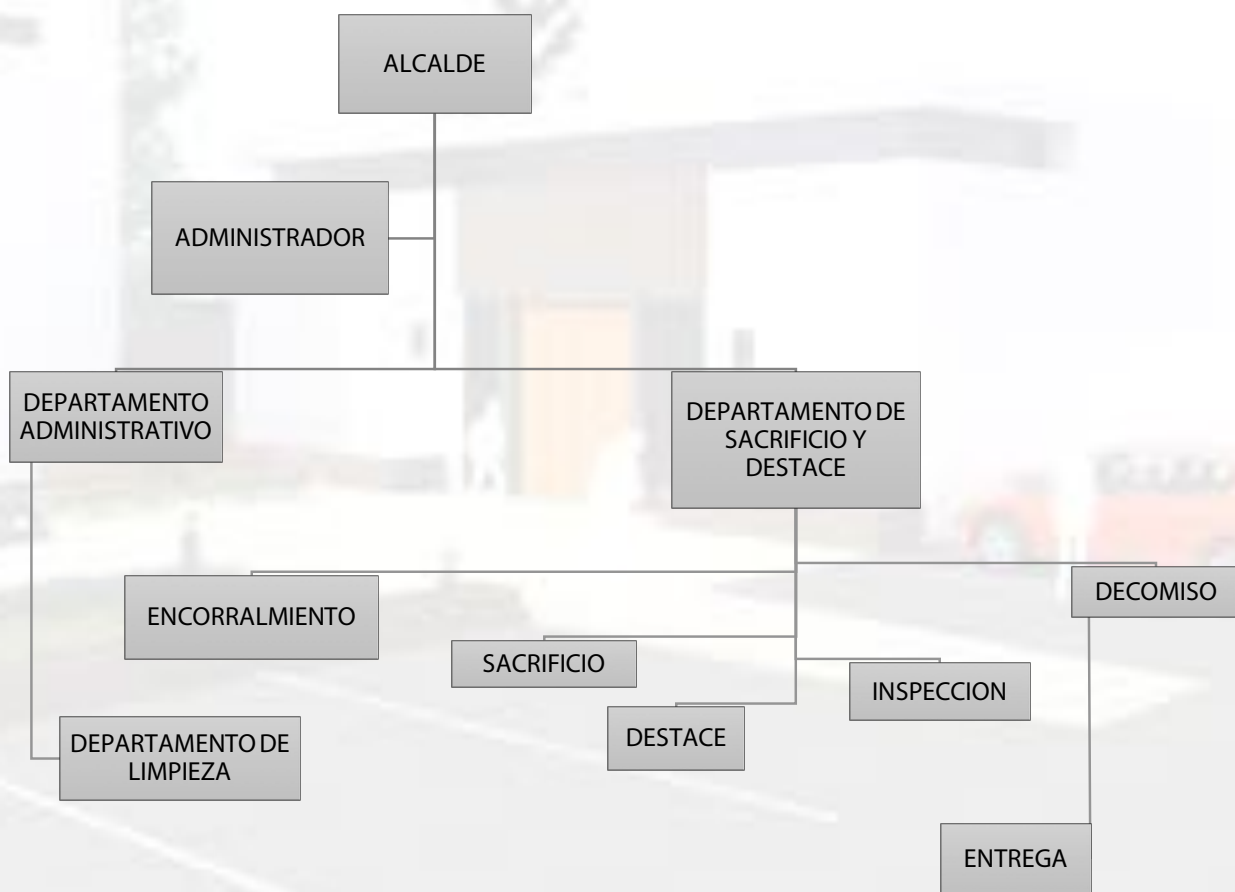 ALCALDE
ADMINISTRADOR
DEPARTAMENTO
ADMINISTRATIVO
DEPARTAMENTO DE
SACRIFICIO Y
DESTACE
ENCORRALMIENTO
DECOMISO
SACRIFICIO
INSPECCION
DESTACE
DEPARTAMENTO DE
LIMPIEZA
ENTREGA